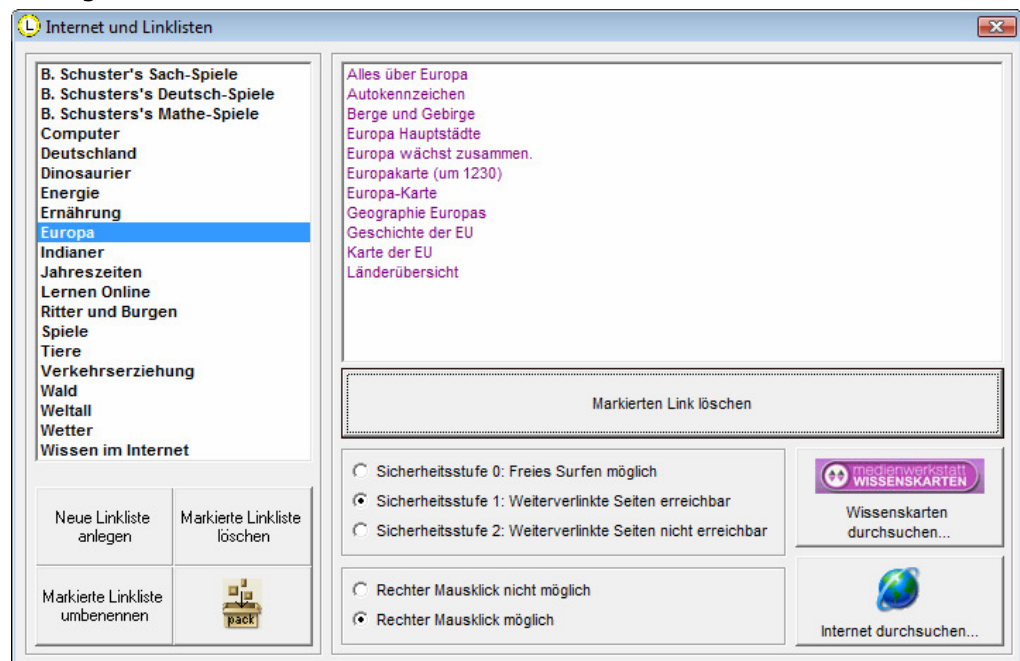 Internet und Linklisten
B. Schuster's Sach-Spiele
B. Schusters's Deutsch-Spiele
B. Schusters's Mathe-Spiele
Computer
Deutschland
Dinosaurier
Energie
Ernährung
Europa
Indianer
Jahreszeiten
Lernen Online
Ritter und Burgen
Spiele
Tiere
Verkehrserziehung
Wald
Weltall
Wetter
Wissen im Internet
Neue Linkliste
anlegen
Markierte Linkliste
löschen
Markierte Linkliste
umbenennen
pack
Alles über Europa
Autokennzeichen
Berge und Gebirge
Europa Hauptstädte
Europa wächst zusammen.
Europakarte (um 1230)
Europa-Karte
Geographie Europas
Geschichte der EU
Karte der EU
Länderübersicht
Markierten Link löschen
Sicherheitsstufe 0: Freies Surfen möglich
Sicherheitsstufe 1: Weiterverlinkte Seiten erreichbar
Sicherheitsstufe 2: Weiterverlinkte Seiten nicht erreichbar
Rechter Mausklick nicht möglich
Rechter Mausklick möglich
medienwerkstatt
WISSENSKARTEN
Wissenskarten
durchsuchen...
Internet durchsuchen...